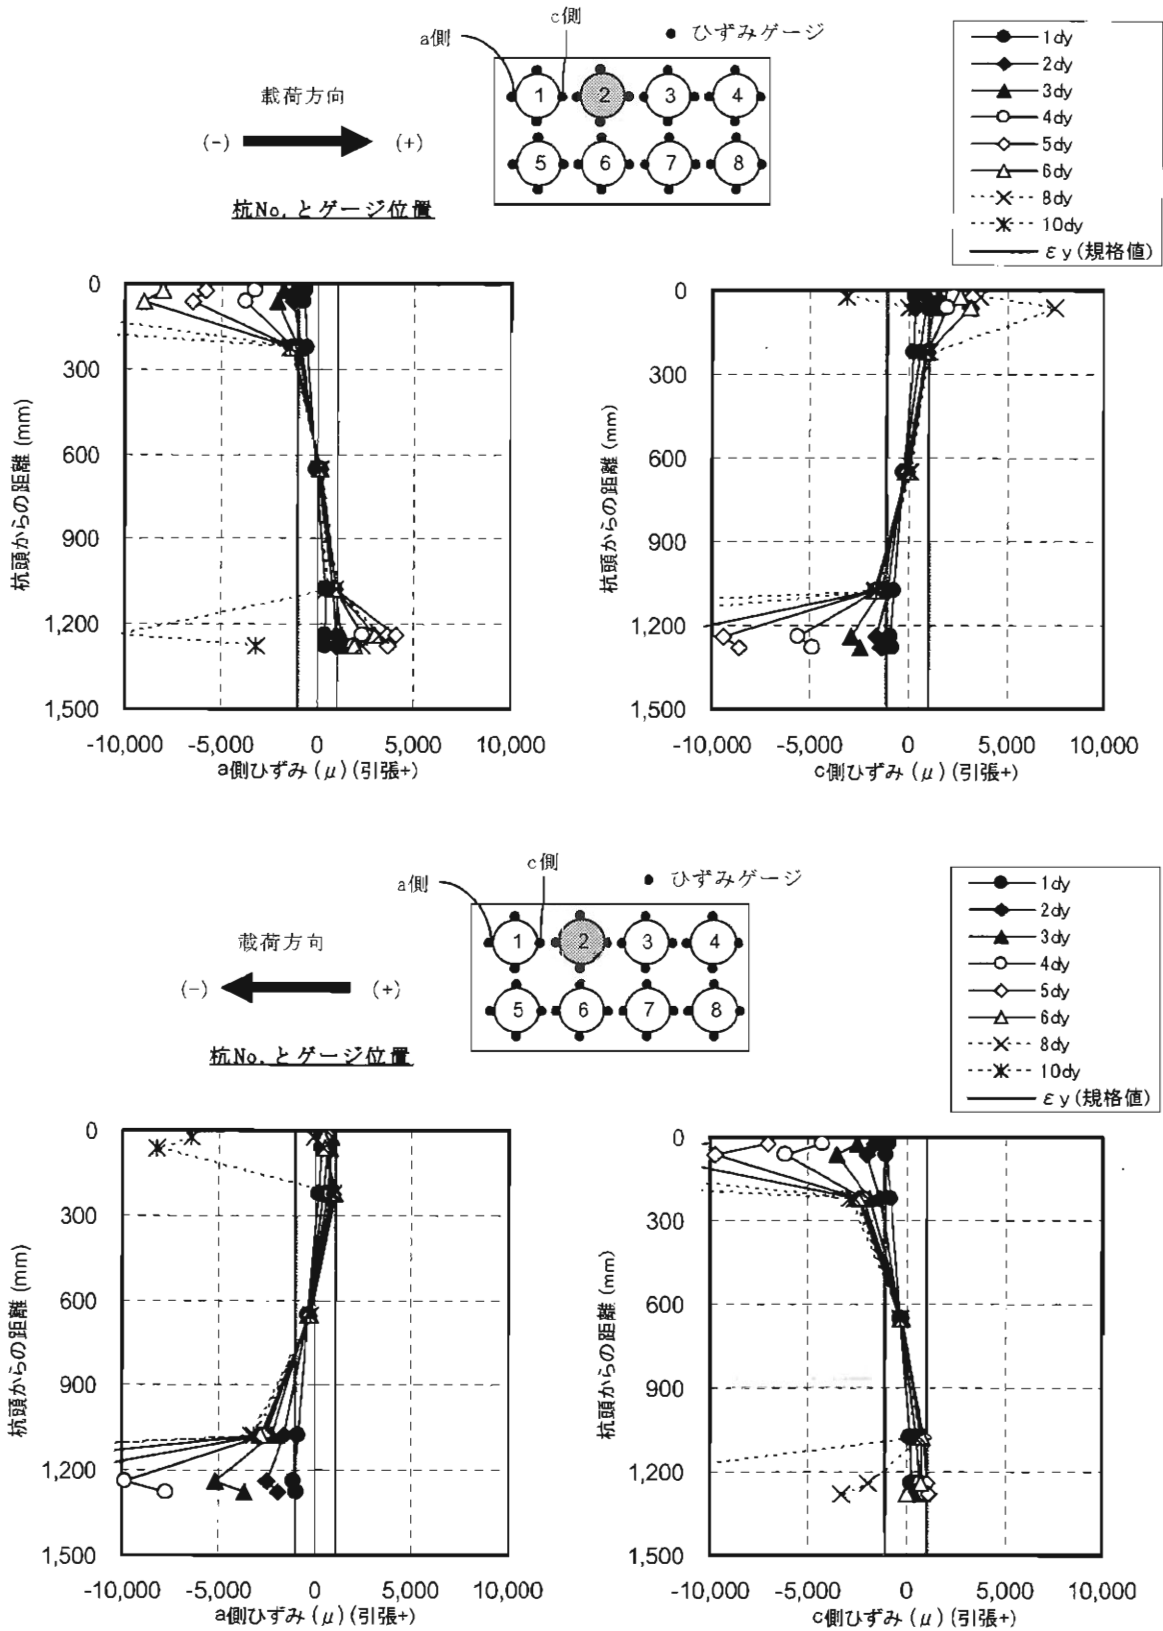 c側
a側
● ひずみゲージ
載荷方向
(-) (+)
杭No.とゲージ位置
1 2 3 4
5 6 7 8
1dy
2dy
3dy
4dy
5dy
6dy
8dy
10dy
εy(規格値)
0
300
600
900
1,200
1,500
杭頭からの距離 (mm)
-10,000 -5,000 0 5,000 10,000
a側ひずみ (μ) (引張+)
0
300
600
900
1,200
1,500
杭頭からの距離 (mm)
-10,000 -5,000 0 5,000 10,000
c側ひずみ (μ) (引張+)
c側
a側
● ひずみゲージ
載荷方向
(-) (+)
杭No.とゲージ位置
1 2 3 4
5 6 7 8
1dy
2dy
3dy
4dy
5dy
6dy
8dy
10dy
εy(規格値)
0
300
600
900
1,200
1,500
杭頭からの距離 (mm)
-10,000 -5,000 0 5,000 10,000
a側ひずみ (μ) (引張+)
0
300
600
900
1,200
1,500
杭頭からの距離 (mm)
-10,000 -5,000 0 5,000 10,000
c側ひずみ (μ) (引張+)